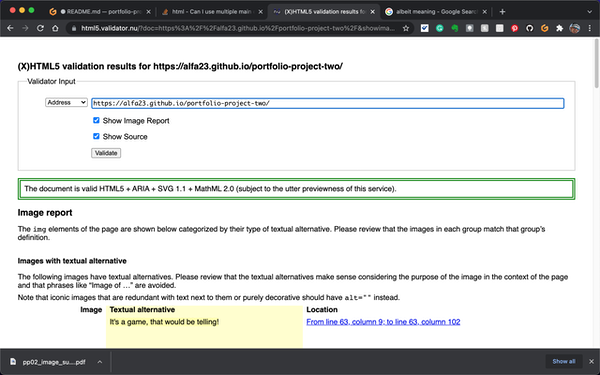 README.md — portfolio-pro
html - Can I use multiple main
(X)HTML5 validation results fo
albeit meaning - Google Sear
html5.validator.nu/?doc=https%3A%2F%2Falfa23.github.io%2Fportfolio-project-two%2F&showimag
(X)HTML5 validation results for https://alfa23.github.io/portfolio-project-two/
Validator Input
Address
https://alfa23.github.io/portfolio-project-two/
Show Image Report
Show Source
Validate
The document is valid HTML5 + ARIA + SVG 1.1 + MathML 2.0 (subject to the utter previewness of this service).
Image report
The img elements of the page are shown below categorized by their type of textual alternative. Please review that the images in each group match that group's
definition.
Images with textual alternative
The following images have textual alternatives. Please review that the textual alternatives make sense considering the purpose of the image in the context of the page
and that phrases like “Image of …” are avoided.
Note that iconic images that are redundant with text next to them or purely decorative should have alt="" instead.
Image Textual alternative Location
It's a game, that would be telling! From line 63, column 9; to line 63, column 102
pp02_image_su....pdf
Show all